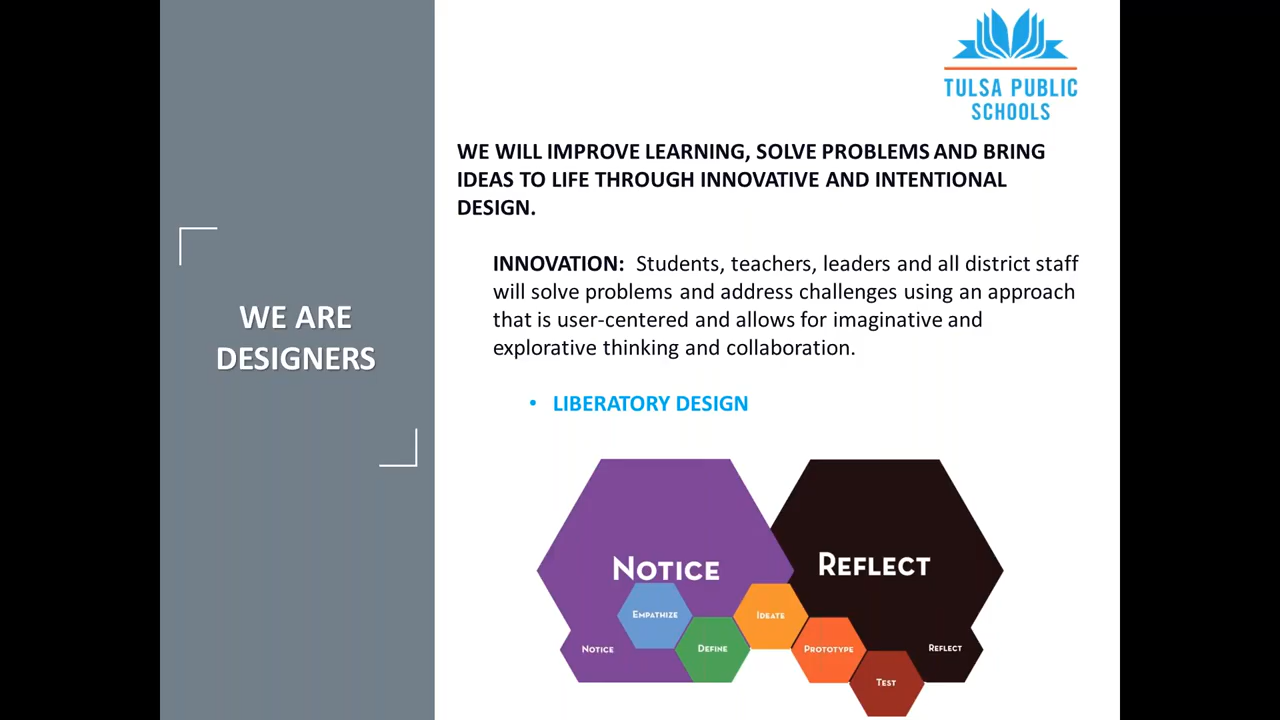 TULSA PUBLIC
SCHOOLS
WE WILL IMPROVE LEARNING, SOLVE PROBLEMS AND BRING
IDEAS TO LIFE THROUGH INNOVATIVE AND INTENTIONAL
DESIGN.
INNOVATION: Students, teachers, leaders and all district staff
will solve problems and address challenges using an approach
that is user-centered and allows for imaginative and
explorative thinking and collaboration.
WE ARE
DESIGNERS
• LIBERATORY DESIGN
NOTICE
REFLECT
EMPATHIZE
IDEATE
NOTICE
DEFINE
PROTOTYPE
REFLECT
TEST